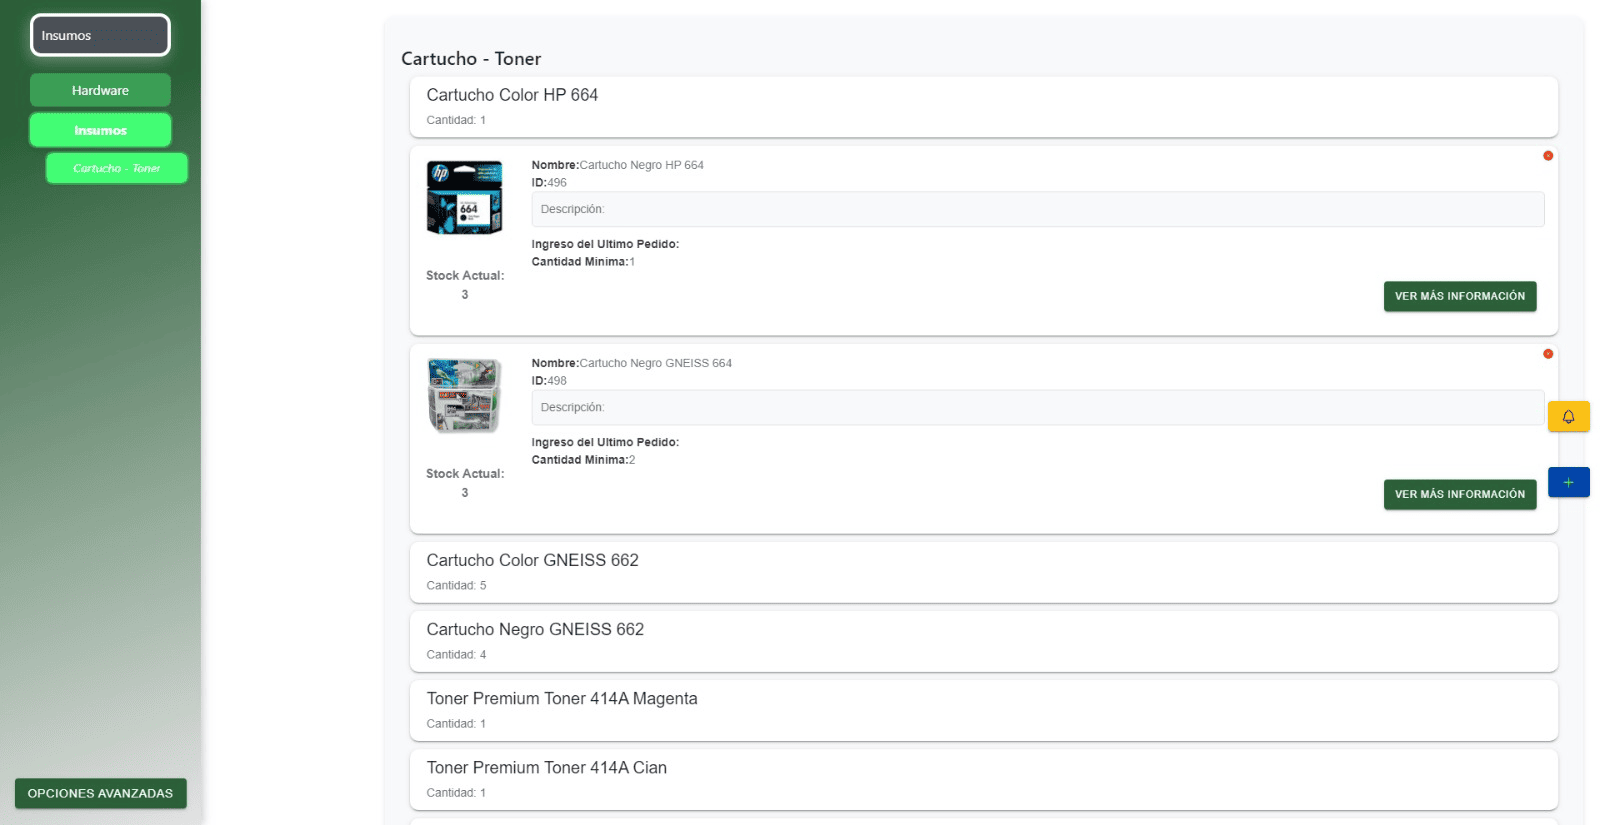 Insumos
Hardware
Insumos
Cartucho - Toner
OPCIONES AVANZADAS
Cartucho - Toner
Cartucho Color HP 664
Cantidad: 1
hp
664
Nombre:Cartucho Negro HP 664
ID:496
Descripción:
Ingreso del Ultimo Pedido:
Cantidad Minima:1
Stock Actual:
3
VER MÁS INFORMACIÓN
Nombre:Cartucho Negro GNEISS 664
ID:498
Descripción:
Ingreso del Ultimo Pedido:
Cantidad Minima:2
Stock Actual:
3
VER MÁS INFORMACIÓN
Cartucho Color GNEISS 662
Cantidad: 5
Cartucho Negro GNEISS 662
Cantidad: 4
Toner Premium Toner 414A Magenta
Cantidad: 1
Toner Premium Toner 414A Cian
Cantidad: 1